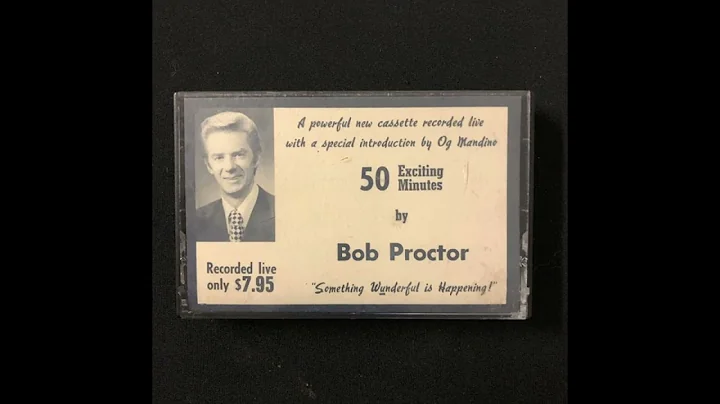 A powerful new cassette recorded live
with a special introduction by Og Mandino
50 Exciting Minutes
by
Bob Proctor
Recorded live
only $7.95
"Something Wunderful is Happening!"